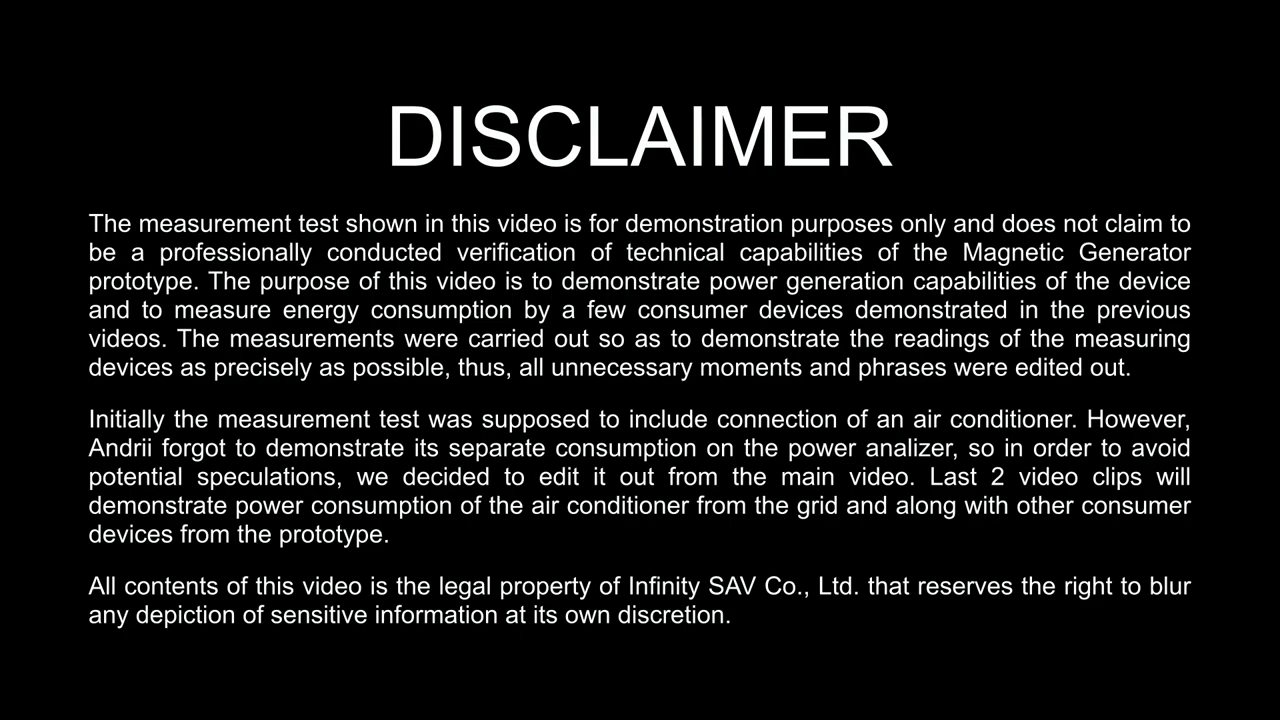 DISCLAIMER
The measurement test shown in this video is for demonstration purposes only and does not claim to
be a professionally conducted verification of technical capabilities of the Magnetic Generator
prototype. The purpose of this video is to demonstrate power generation capabilities of the device
and to measure energy consumption by a few consumer devices demonstrated in the previous
videos. The measurements were carried out so as to demonstrate the readings of the measuring
devices as precisely as possible, thus, all unnecessary moments and phrases were edited out.
Initially the measurement test was supposed to include connection of an air conditioner. However,
Andrii forgot to demonstrate its separate consumption on the power analizer, so in order to avoid
potential speculations, we decided to edit it out from the main video. Last 2 video clips will
demonstrate power consumption of the air conditioner from the grid and along with other consumer
devices from the prototype.
All contents of this video is the legal property of Infinity SAV Co., Ltd. that reserves the right to blur
any depiction of sensitive information at its own discretion.